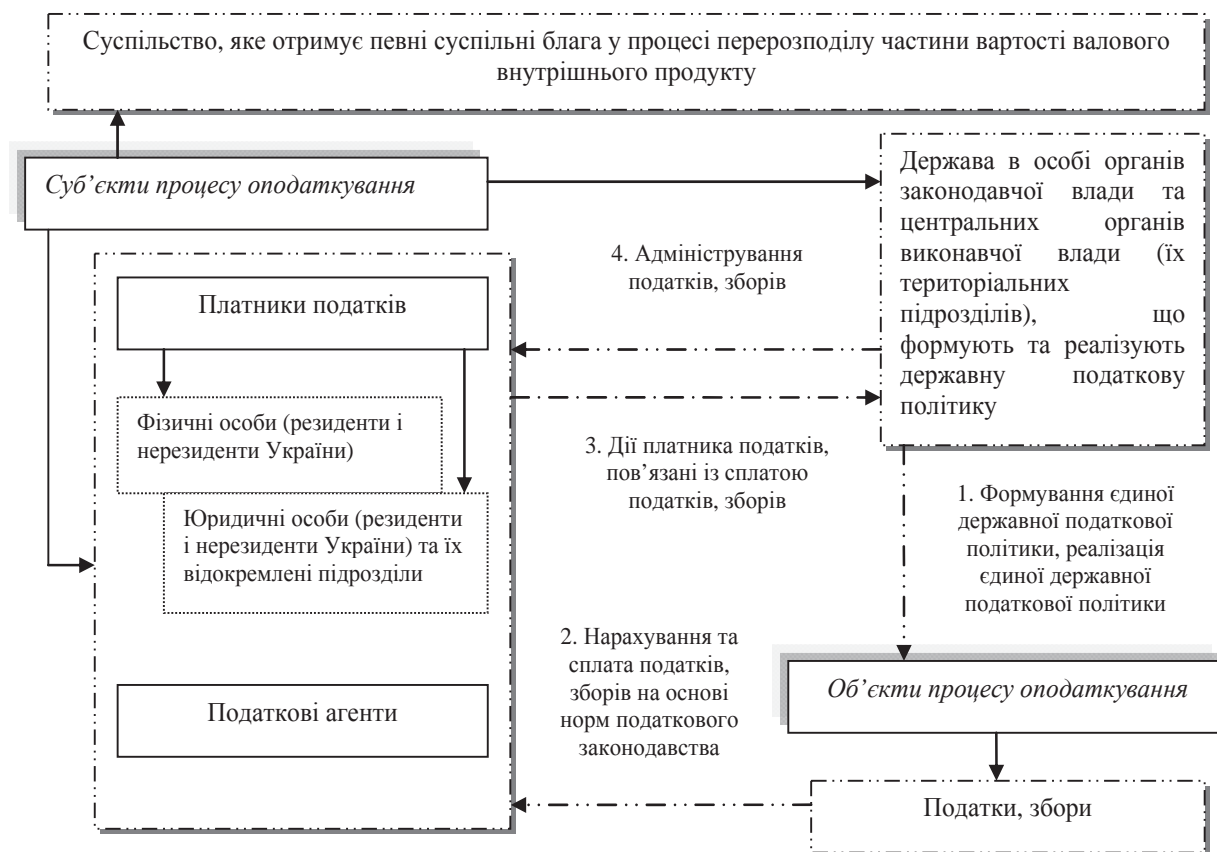 Суспільство, яке отримує певні суспільні блага у процесі перерозподілу частини вартості валового
внутрішнього продукту
Суб’єкти процесу оподаткування
Держава в особі органів
законодавчої влади та
центральних органів
виконавчої влади (їх
територіальних
підрозділів), що
формують та реалізують
державну податкову
політику
4. Адміністрування
податків, зборів
Платники податків
Фізичні особи (резиденти і
нерезиденти України)
Юридичні особи (резиденти
і нерезиденти України) та їх
відокремлені підрозділи
3. Дії платника податків,
пов’язані із сплатою
податків, зборів
1. Формування єдиної
державної податкової
політики, реалізація
єдиної державної
податкової політики
2. Нарахування та
сплата податків,
зборів на основі
норм податкового
законодавства
Податкові агенти
Об’єкти процесу оподаткування
Податки, збори